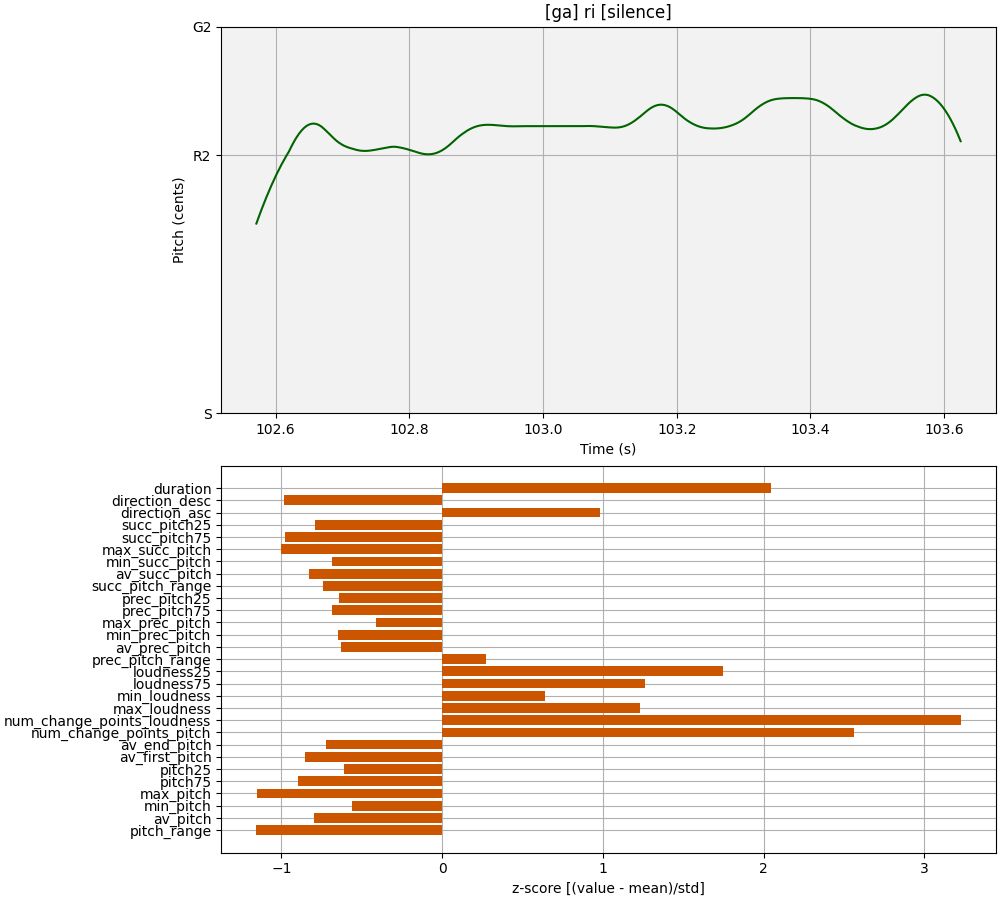 [ga] ri [silence]
G2
R2
S
Pitch (cents)
102.6 102.8 103.0 103.2 103.4 103.6
Time (s)
duration
direction_desc
direction_asc
succ_pitch25
succ_pitch75
max_succ_pitch
min_succ_pitch
av_succ_pitch
succ_pitch_range
prec_pitch25
prec_pitch75
max_prec_pitch
min_prec_pitch
av_prec_pitch
prec_pitch_range
loudness25
loudness75
min_loudness
max_loudness
num_change_points_loudness
num_change_points_pitch
av_end_pitch
av_first_pitch
pitch25
pitch75
max_pitch
min_pitch
av_pitch
pitch_range
−1 0 1 2 3
z-score [(value - mean)/std]